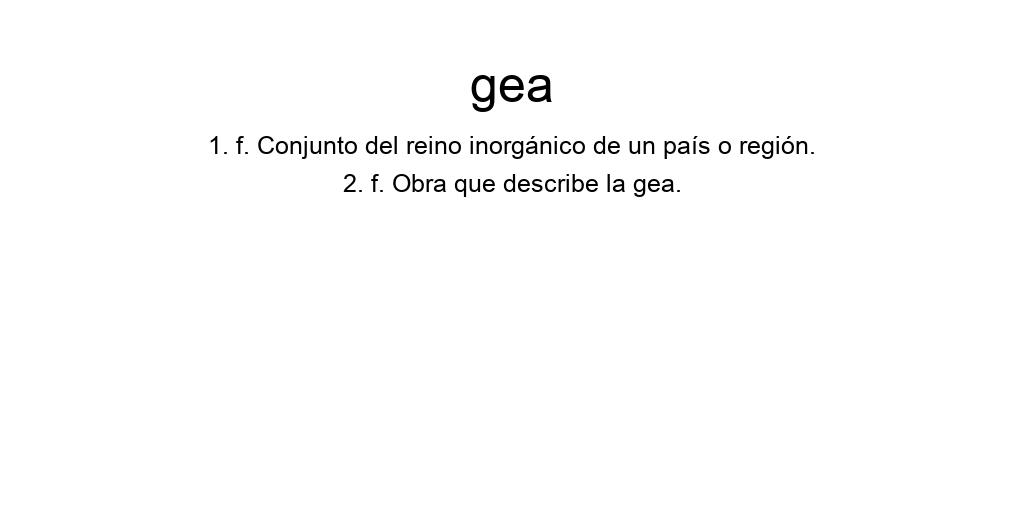 gea
1. f. Conjunto del reino inorgánico de un país o región.
2. f. Obra que describe la gea.